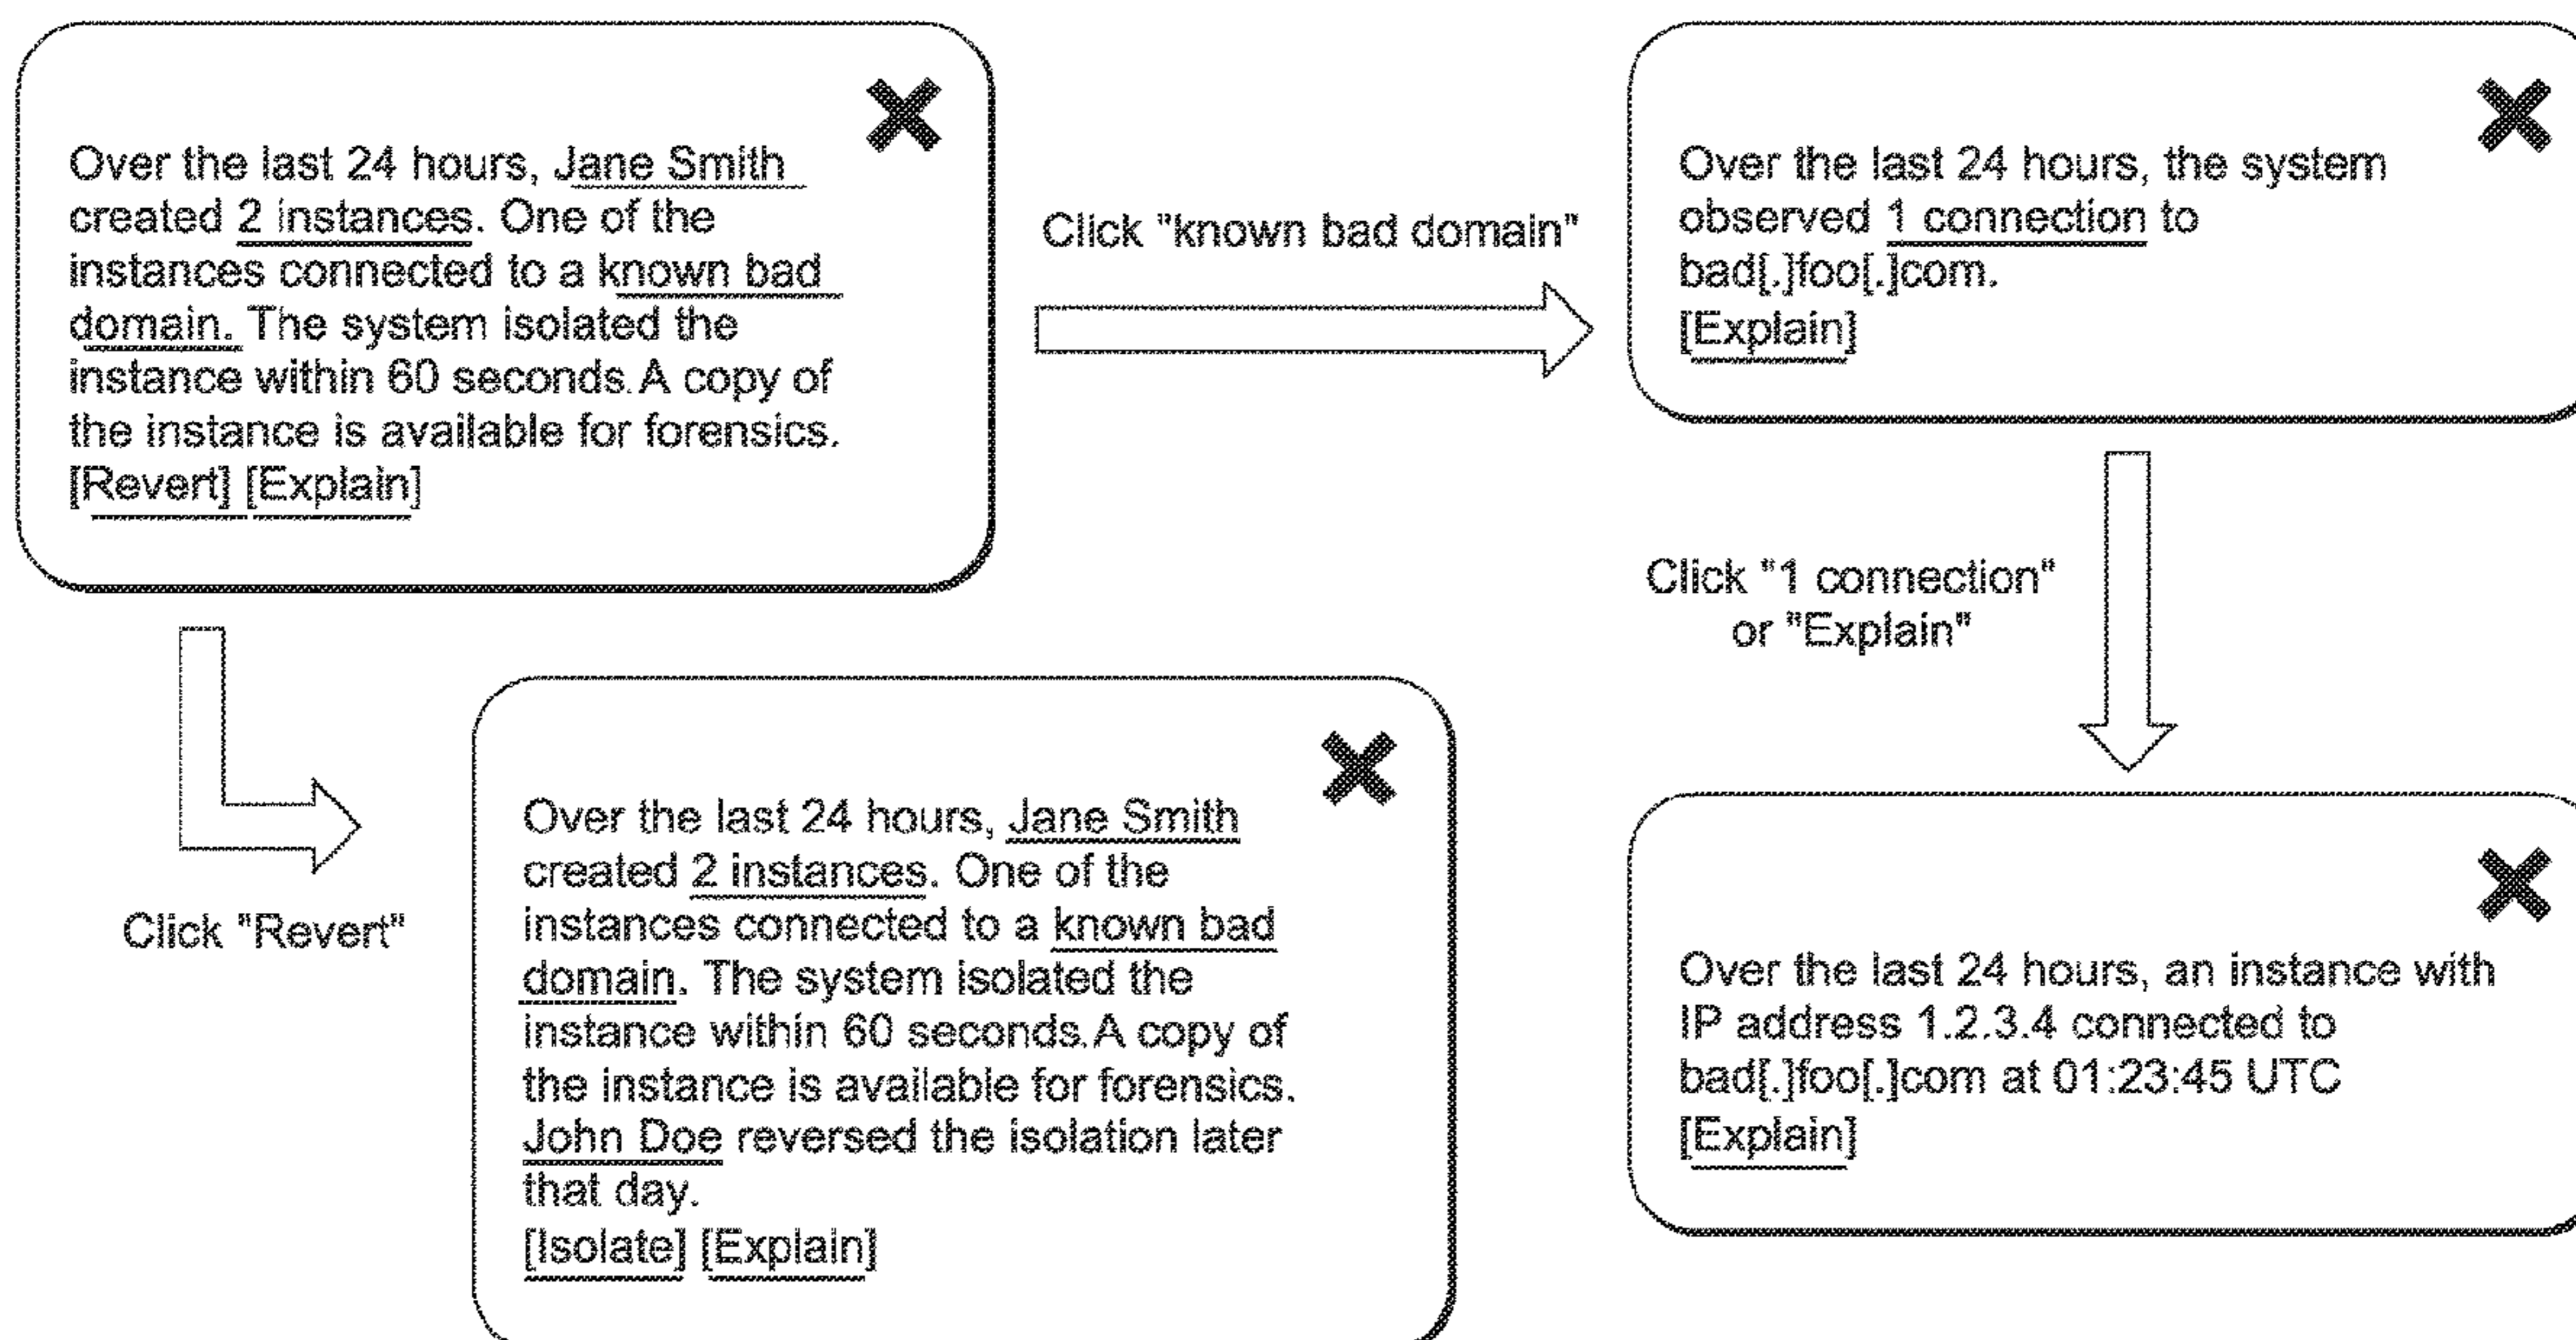 Over the last 24 hours, Jane Smith
created 2 instances. One of the
instances connected to a known bad
domain. The system isolated the
instance within 60 seconds. A copy of
the instance is available for forensics.
[Revert] [Explain]
Click "known bad domain"
Over the last 24 hours, the system
observed 1 connection to
bad[.]foo[.]com.
[Explain]
Click "1 connection"
or "Explain"
Click "Revert"
Over the last 24 hours, Jane Smith
created 2 instances. One of the
instances connected to a known bad
domain. The system isolated the
instance within 60 seconds. A copy of
the instance is available for forensics.
John Doe reversed the isolation later
that day.
[Isolate] [Explain]
Over the last 24 hours, an instance with
IP address 1.2.3.4 connected to
bad[.]foo[.]com at 01:23:45 UTC
[Explain]